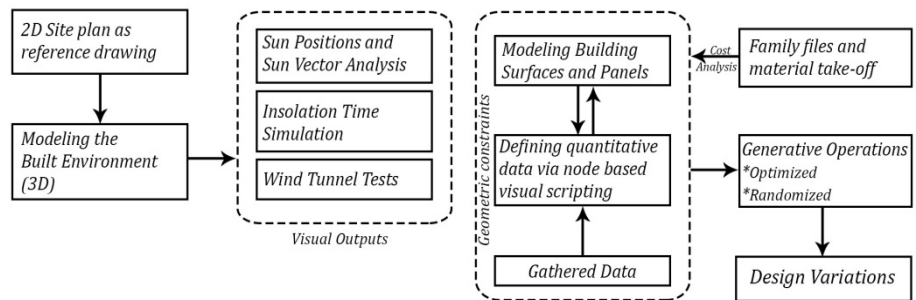 2D Site plan as
reference drawing
Modeling the
Built Environment
(3D)
Sun Positions and
Sun Vector Analysis
Insolation Time
Simulation
Wind Tunnel Tests
Visual Outputs
Geometric constraints
Modeling Building
Surfaces and Panels
Defining quantitative
data via node based
visual scripting
Gathered Data
Cost
Analysis
Family files and
material take-off
Generative Operations
*Optimized
*Randomized
Design Variations